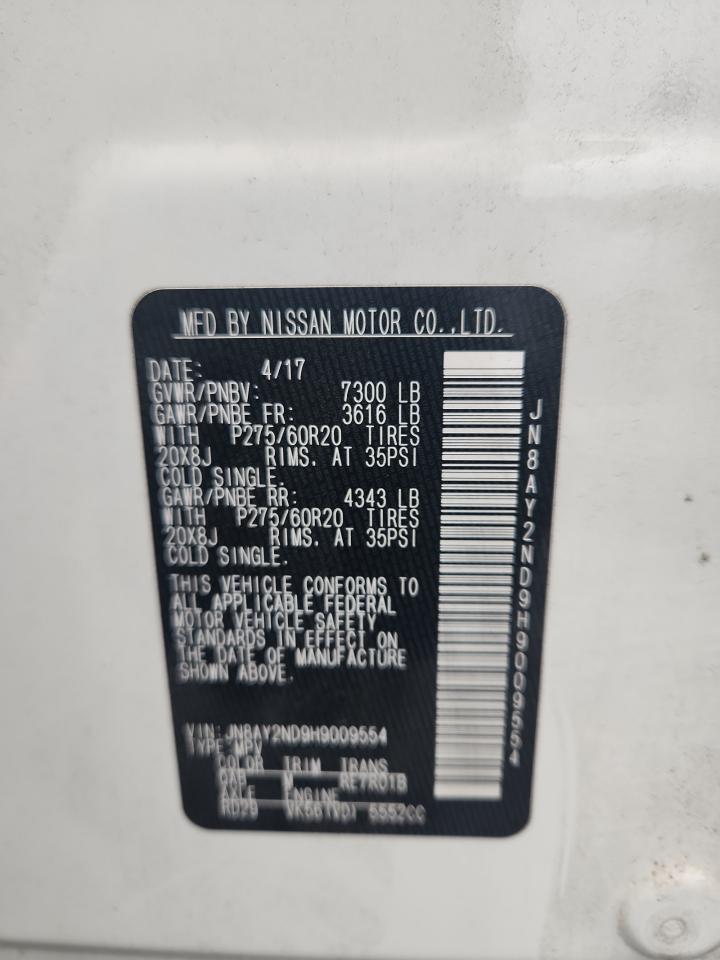 MFD BY NISSAN MOTOR CO.,LTD.
DATE: 4/17
GVWR/PNBV: 7300 LB
GAWR/PNBE FR: 3616 LB
WITH P275/60R20 TIRES
20X8J RIMS. AT 35PSI
COLD SINGLE.
GAWR/PNBE RR: 4343 LB
WITH P275/60R20 TIRES
20X8J RIMS. AT 35PSI
COLD SINGLE.
THIS VEHICLE CONFORMS TO
ALL APPLICABLE FEDERAL
MOTOR VEHICLE SAFETY
STANDARDS IN EFFECT ON
THE DATE OF MANUFACTURE
SHOWN ABOVE.
VIN: JN8AY2ND9H9009554
TYPE: MPV
COLOR TRIM TRANS
QAB RE7R01B
AXLE ENGINE
5552CC
JN8AY2ND9H9009554